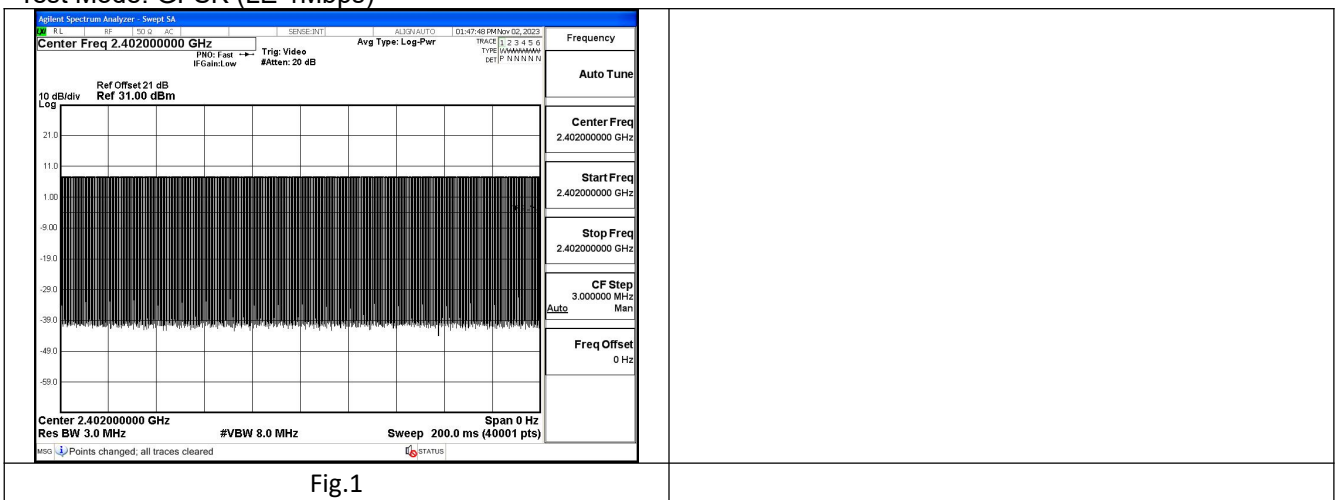 Test Mode: GFSK (LE 1Mbps)
Agilent Spectrum Analyzer - Swept SA
RL RF 50 Ω AC SENSE:INT ALIGN AUTO 01:47:48 PM Nov 02, 2023
Center Freq 2.402000000 GHz
Avg Type: Log-Pwr
TRACE 1 2 3 4 5 6
PNO: Fast
Trig: Video
TYPE
IFGain:Low
#Atten: 20 dB
DET P N N N N N
Ref Offset 21 dB
10 dB/div Ref 31.00 dBm
Log
21.0
11.0
1.00
-9.00
-19.0
-29.0
-39.0
-49.0
-59.0
Center 2.402000000 GHz Span 0 Hz
Res BW 3.0 MHz #VBW 8.0 MHz Sweep 200.0 ms (40001 pts)
MSG Points changed; all traces cleared STATUS
Frequency
Auto Tune
Center Freq
2.402000000 GHz
Start Freq
2.402000000 GHz
Stop Freq
2.402000000 GHz
CF Step
3.000000 MHz
Auto Man
Freq Offset
0 Hz
Fig.1